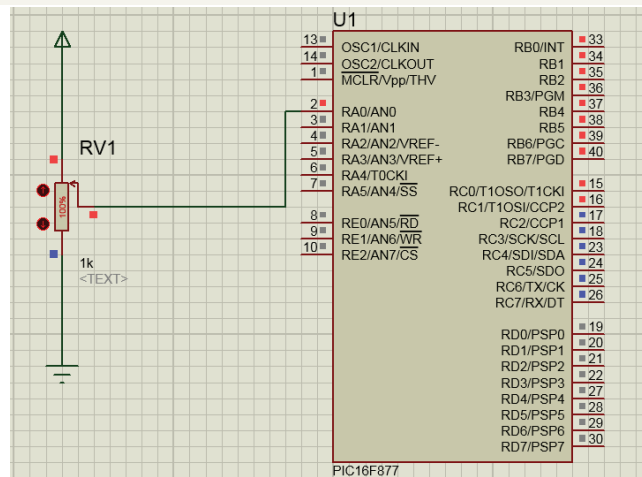 U1
13 OSC1/CLKIN RB0/INT 33
14 OSC2/CLKOUT RB1 34
1 MCLR/Vpp/THV RB2 35
RB3/PGM 36
2 RA0/AN0 RB4 37
3 RA1/AN1 RB5 38
4 RA2/AN2/VREF- RB6/PGC 39
5 RA3/AN3/VREF+ RB7/PGD 40
6 RA4/T0CKI
7 RA5/AN4/SS RC0/T1OSO/T1CKI 15
RC1/T1OSI/CCP2 16
8 RE0/AN5/RD RC2/CCP1 17
9 RE1/AN6/WR RC3/SCK/SCL 18
10 RE2/AN7/CS RC4/SDI/SDA 23
RC5/SDO 24
RC6/TX/CK 25
RC7/RX/DT 26
RD0/PSP0 19
RD1/PSP1 20
RD2/PSP2 21
RD3/PSP3 22
RD4/PSP4 27
RD5/PSP5 28
RD6/PSP6 29
RD7/PSP7 30
PIC16F877
RV1
100%
1k
<TEXT>